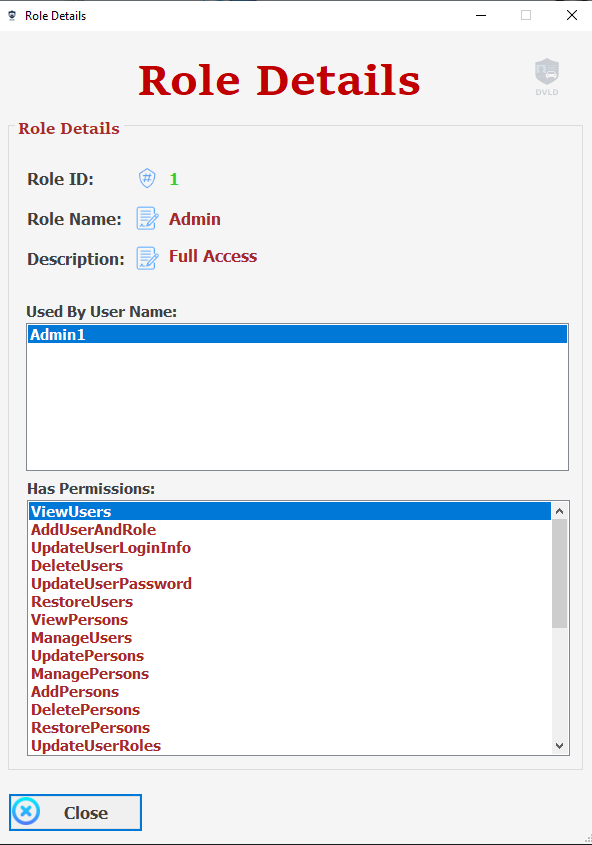 Role Details
Role Details
DVLD
Role Details
Role ID: # 1
Role Name: Admin
Description: Full Access
Used By User Name:
Admin1
Has Permissions:
ViewUsers
AddUserAndRole
UpdateUserLoginInfo
DeleteUsers
UpdateUserPassword
RestoreUsers
ViewPersons
ManageUsers
UpdatePersons
ManagePersons
AddPersons
DeletePersons
RestorePersons
UpdateUserRoles
Close